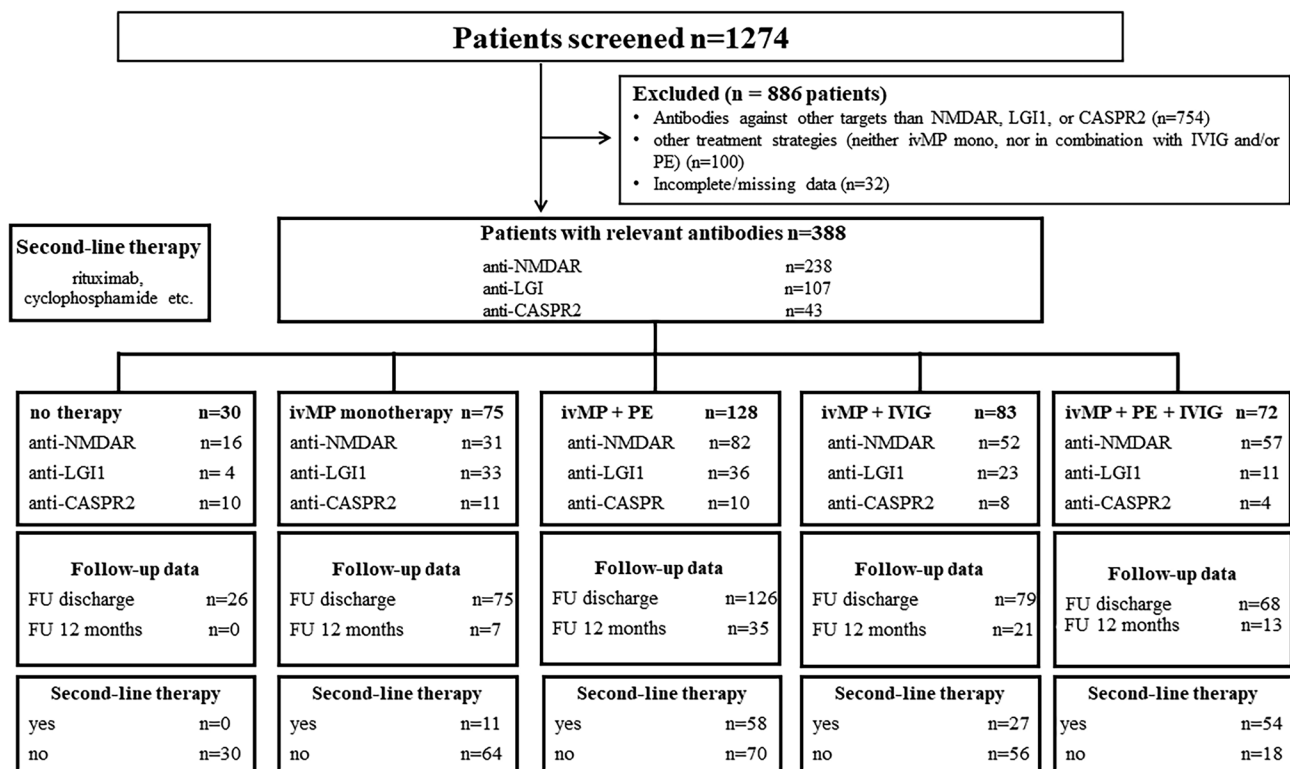 Patients screened n=1274
Excluded (n = 886 patients)
• Antibodies against other targets than NMDAR, LGI1, or CASPR2 (n=754)
• other treatment strategies (neither ivMP mono, nor in combination with IVIG and/or
PE) (n=100)
• Incomplete/missing data (n=32)
Second-line therapy
rituximab,
cyclophosphamide etc.
Patients with relevant antibodies n=388
anti-NMDAR n=238
anti-LGI n=107
anti-CASPR2 n=43
no therapy n=30
anti-NMDAR n=16
anti-LGI1 n= 4
anti-CASPR2 n=10
ivMP monotherapy n=75
anti-NMDAR n=31
anti-LGI1 n=33
anti-CASPR2 n=11
ivMP + PE n=128
anti-NMDAR n=82
anti-LGI1 n=36
anti-CASPR n=10
ivMP + IVIG n=83
anti-NMDAR n=52
anti-LGI1 n=23
anti-CASPR2 n=8
ivMP + PE + IVIG n=72
anti-NMDAR n=57
anti-LGI1 n=11
anti-CASPR2 n=4
Follow-up data
FU discharge n=26
FU 12 months n=0
Follow-up data
FU discharge n=75
FU 12 months n=7
Follow-up data
FU discharge n=126
FU 12 months n=35
Follow-up data
FU discharge n=79
FU 12 months n=21
Follow-up data
FU discharge n=68
FU 12 months n=13
Second-line therapy
yes n=0
no n=30
Second-line therapy
yes n=11
no n=64
Second-line therapy
yes n=58
no n=70
Second-line therapy
yes n=27
no n=56
Second-line therapy
yes n=54
no n=18